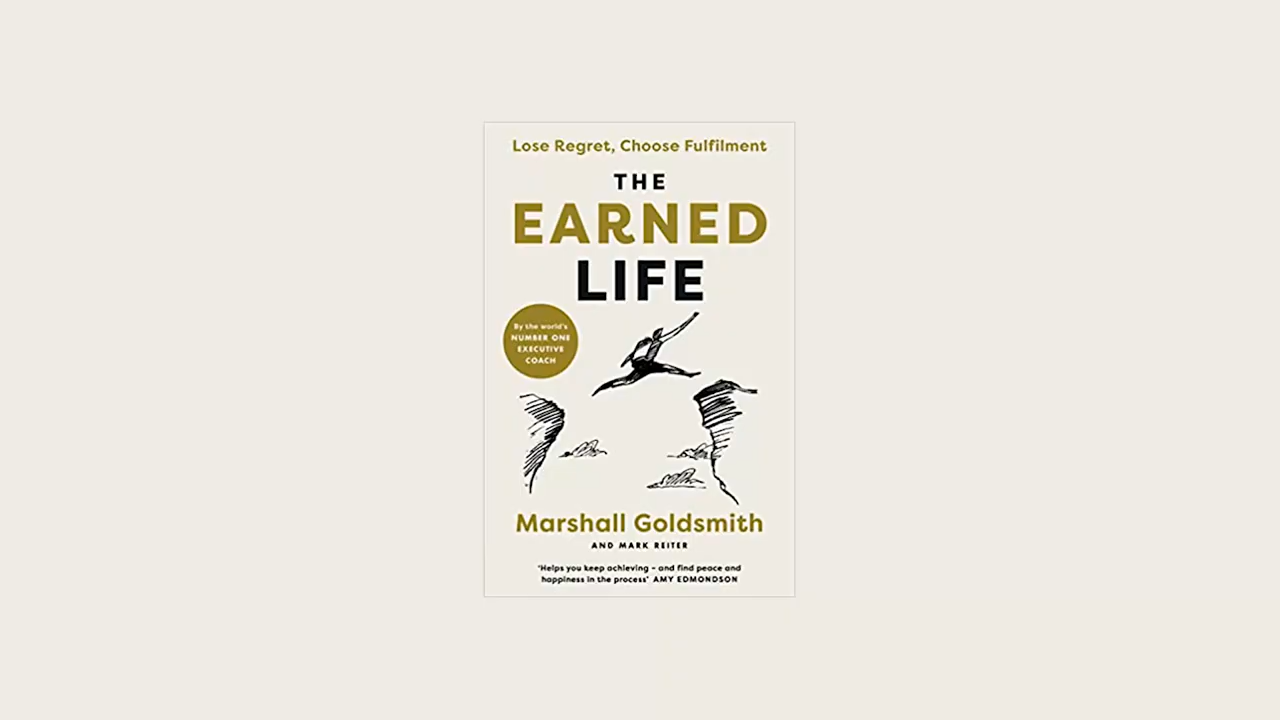 Lose Regret, Choose Fulfilment
THE
EARNED
LIFE
By the world's
NUMBER ONE
EXECUTIVE
COACH
Marshall Goldsmith
AND MARK REITER
'Helps you keep achieving – and find peace and
happiness in the process' AMY EDMONDSON